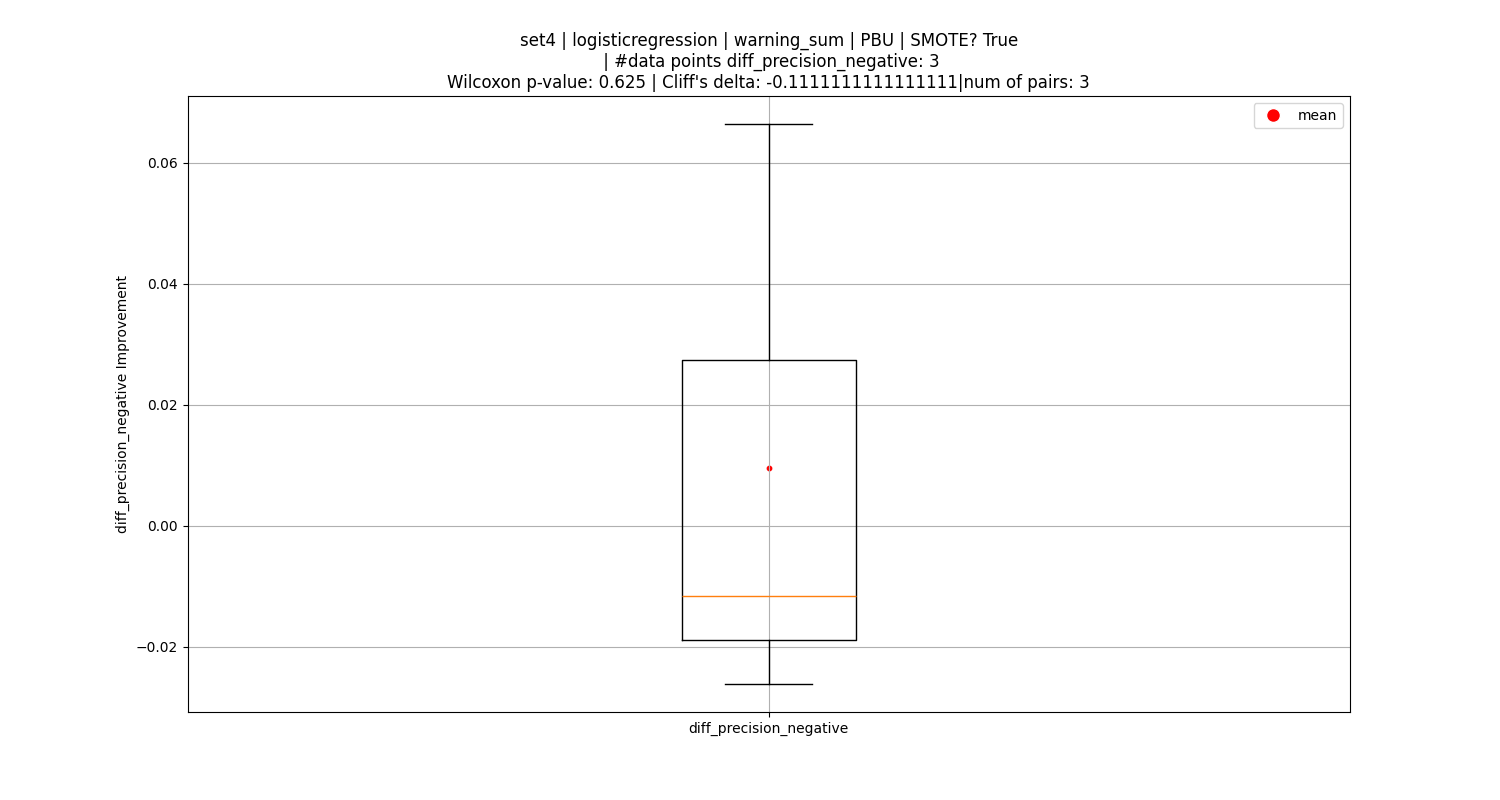 set4 | logisticregression | warning_sum | PBU | SMOTE? True
| #data points diff_precision_negative: 3
Wilcoxon p-value: 0.625 | Cliff's delta: -0.1111111111111111|num of pairs: 3
mean
0.06
0.04
0.02
0.00
−0.02
diff_precision_negative Improvement
diff_precision_negative